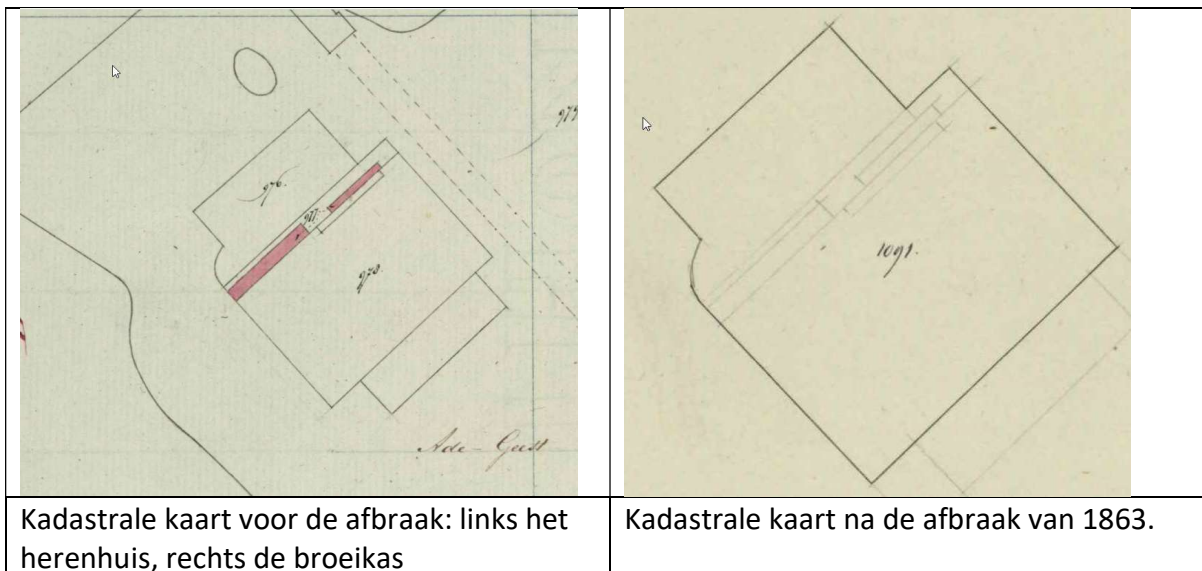 976.
977.
978.
Ade-Geest
1091.
Kadastrale kaart voor de afbraak: links het
herenhuis, rechts de broeikas
Kadastrale kaart na de afbraak van 1863.